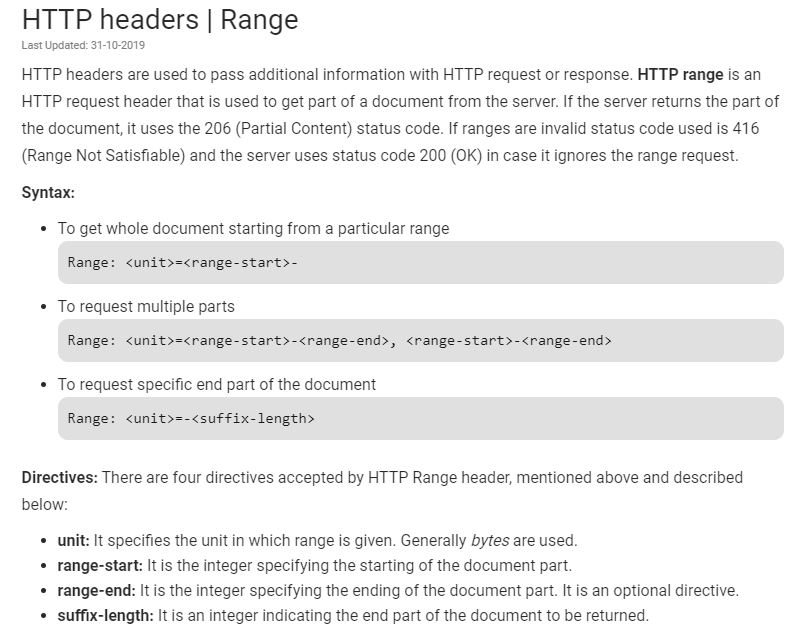 HTTP headers | Range
Last Updated: 31-10-2019
HTTP headers are used to pass additional information with HTTP request or response. HTTP range is an
HTTP request header that is used to get part of a document from the server. If the server returns the part of
the document, it uses the 206 (Partial Content) status code. If ranges are invalid status code used is 416
(Range Not Satisfiable) and the server uses status code 200 (OK) in case it ignores the range request.
Syntax:
• To get whole document starting from a particular range
Range: <unit>=<range-start>-
• To request multiple parts
Range: <unit>=<range-start>-<range-end>, <range-start>-<range-end>
• To request specific end part of the document
Range: <unit>=-<suffix-length>
Directives: There are four directives accepted by HTTP Range header, mentioned above and described
below:
• unit: It specifies the unit in which range is given. Generally bytes are used.
• range-start: It is the integer specifying the starting of the document part.
• range-end: It is the integer specifying the ending of the document part. It is an optional directive.
• suffix-length: It is an integer indicating the end part of the document to be returned.